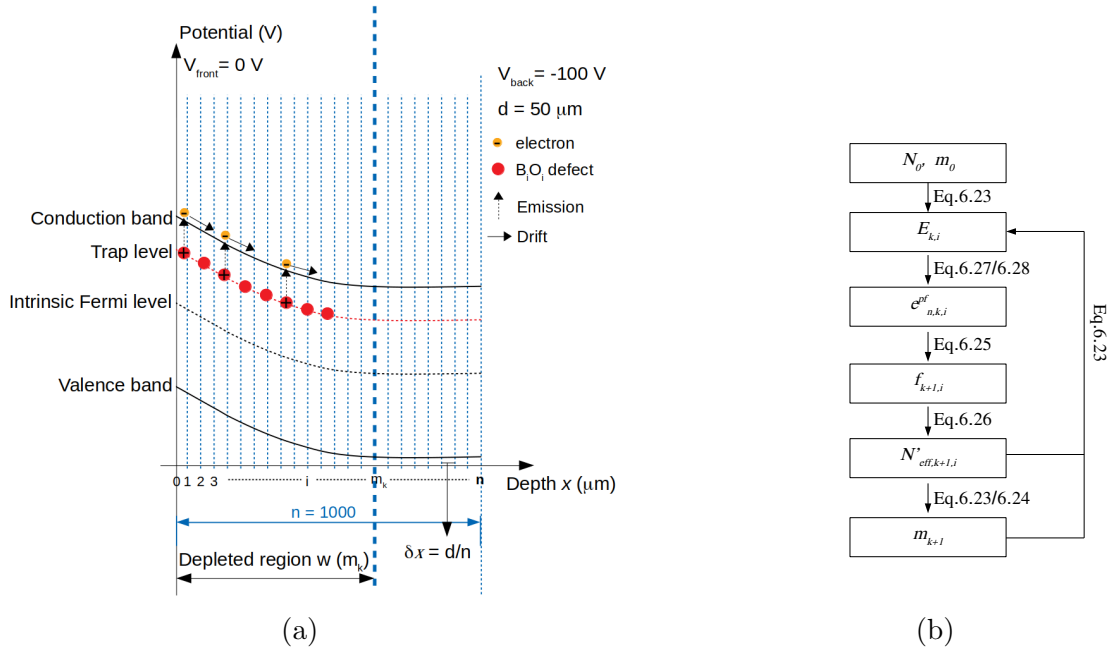 Potential (V)
V_front = 0 V
V_back = -100 V
d = 50 μm
electron
B_iO_i defect
Emission
Drift
Conduction band
Trap level
Intrinsic Fermi level
Valence band
0 1 2 3 i m_k n
Depth x (μm)
n = 1000
δx = d/n
Depleted region w (m_k)
(a)
N_0, m_0
Eq.6.23
E_k,i
Eq.6.27/6.28
e^pf_n,k,i
Eq.6.25
f_k+1,i
Eq.6.26
N'_eff,k+1,i
Eq.6.23/6.24
m_k+1
Eq.6.23
(b)